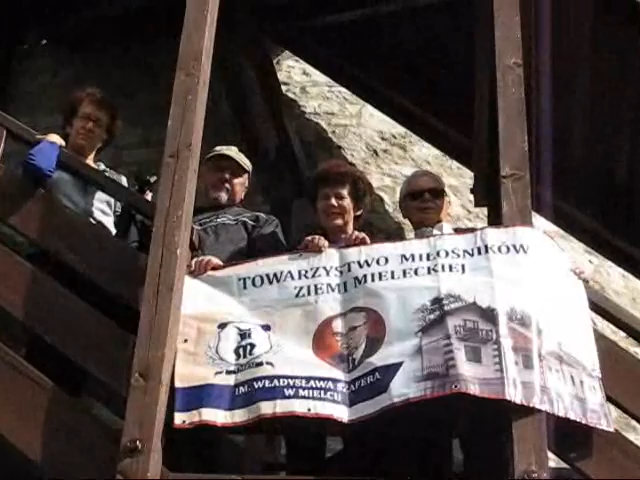 TOWARZYSTWO MIŁOŚNIKÓW
ZIEMI MIELECKIEJ
IM. WŁADYSŁAWA SZAFERA
W MIELCU